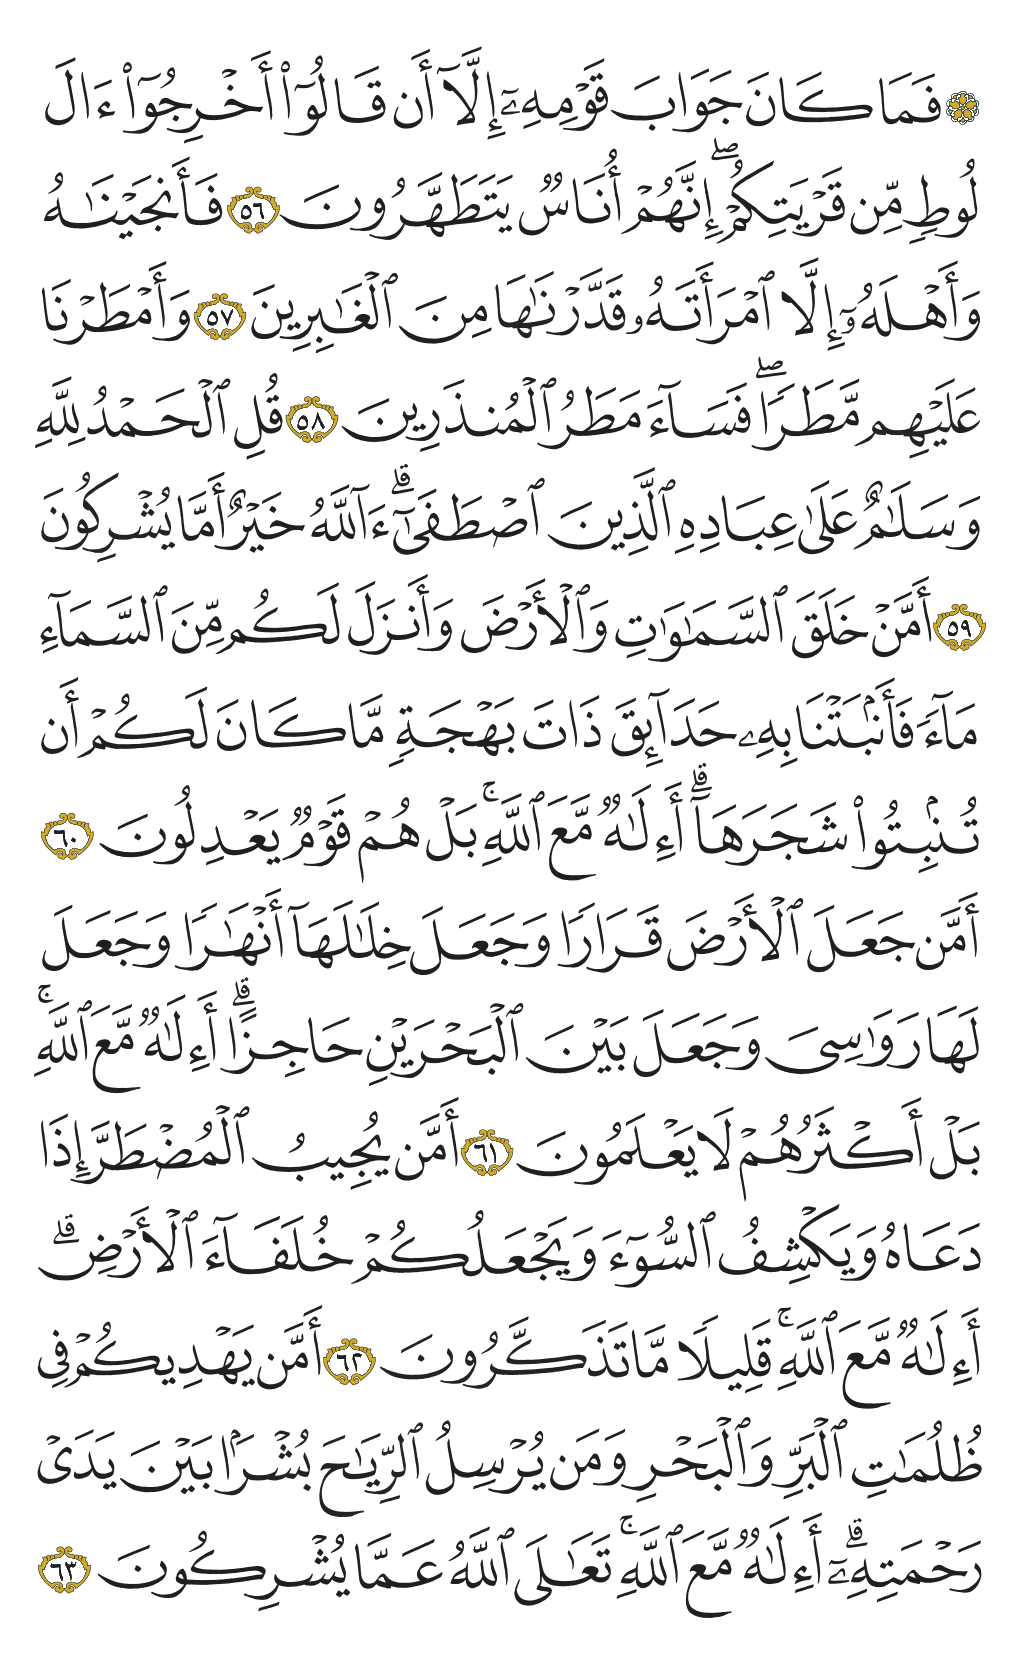 ۞ فَمَا كَانَ جَوَابَ قَوْمِهِۦٓ إِلَّآ أَن قَالُوٓا۟ أَخْرِجُوٓا۟ ءَالَ
لُوطٍ مِّن قَرْيَتِكُمْ ۖ إِنَّهُمْ أُنَاسٌ يَتَطَهَّرُونَ ۝٥٦ فَأَنجَيْنَـٰهُ
وَأَهْلَهُۥٓ إِلَّا ٱمْرَأَتَهُۥ قَدَّرْنَـٰهَا مِنَ ٱلْغَـٰبِرِينَ ۝٥٧ وَأَمْطَرْنَا
عَلَيْهِم مَّطَرًا ۖ فَسَآءَ مَطَرُ ٱلْمُنذَرِينَ ۝٥٨ قُلِ ٱلْحَمْدُ لِلَّهِ
وَسَلَـٰمٌ عَلَىٰ عِبَادِهِ ٱلَّذِينَ ٱصْطَفَىٰٓ ۗ ءَآللَّهُ خَيْرٌ أَمَّا يُشْرِكُونَ
۝٥٩ أَمَّنْ خَلَقَ ٱلسَّمَـٰوَٰتِ وَٱلْأَرْضَ وَأَنزَلَ لَكُم مِّنَ ٱلسَّمَآءِ
مَآءً فَأَنۢبَتْنَا بِهِۦ حَدَآئِقَ ذَاتَ بَهْجَةٍ مَّا كَانَ لَكُمْ أَن
تُنۢبِتُوا۟ شَجَرَهَآ ۗ أَءِلَـٰهٌ مَّعَ ٱللَّهِ ۚ بَلْ هُمْ قَوْمٌ يَعْدِلُونَ ۝٦٠
أَمَّن جَعَلَ ٱلْأَرْضَ قَرَارًا وَجَعَلَ خِلَـٰلَهَآ أَنْهَـٰرًا وَجَعَلَ
لَهَا رَوَٰسِىَ وَجَعَلَ بَيْنَ ٱلْبَحْرَيْنِ حَاجِزًا ۗ أَءِلَـٰهٌ مَّعَ ٱللَّهِ ۚ
بَلْ أَكْثَرُهُمْ لَا يَعْلَمُونَ ۝٦١ أَمَّن يُجِيبُ ٱلْمُضْطَرَّ إِذَا
دَعَاهُ وَيَكْشِفُ ٱلسُّوٓءَ وَيَجْعَلُكُمْ خُلَفَآءَ ٱلْأَرْضِ ۗ
أَءِلَـٰهٌ مَّعَ ٱللَّهِ ۚ قَلِيلًا مَّا تَذَكَّرُونَ ۝٦٢ أَمَّن يَهْدِيكُمْ فِى
ظُلُمَـٰتِ ٱلْبَرِّ وَٱلْبَحْرِ وَمَن يُرْسِلُ ٱلرِّيَـٰحَ بُشْرًۢا بَيْنَ يَدَىْ
رَحْمَتِهِۦٓ ۗ أَءِلَـٰهٌ مَّعَ ٱللَّهِ ۚ تَعَـٰلَى ٱللَّهُ عَمَّا يُشْرِكُونَ ۝٦٣